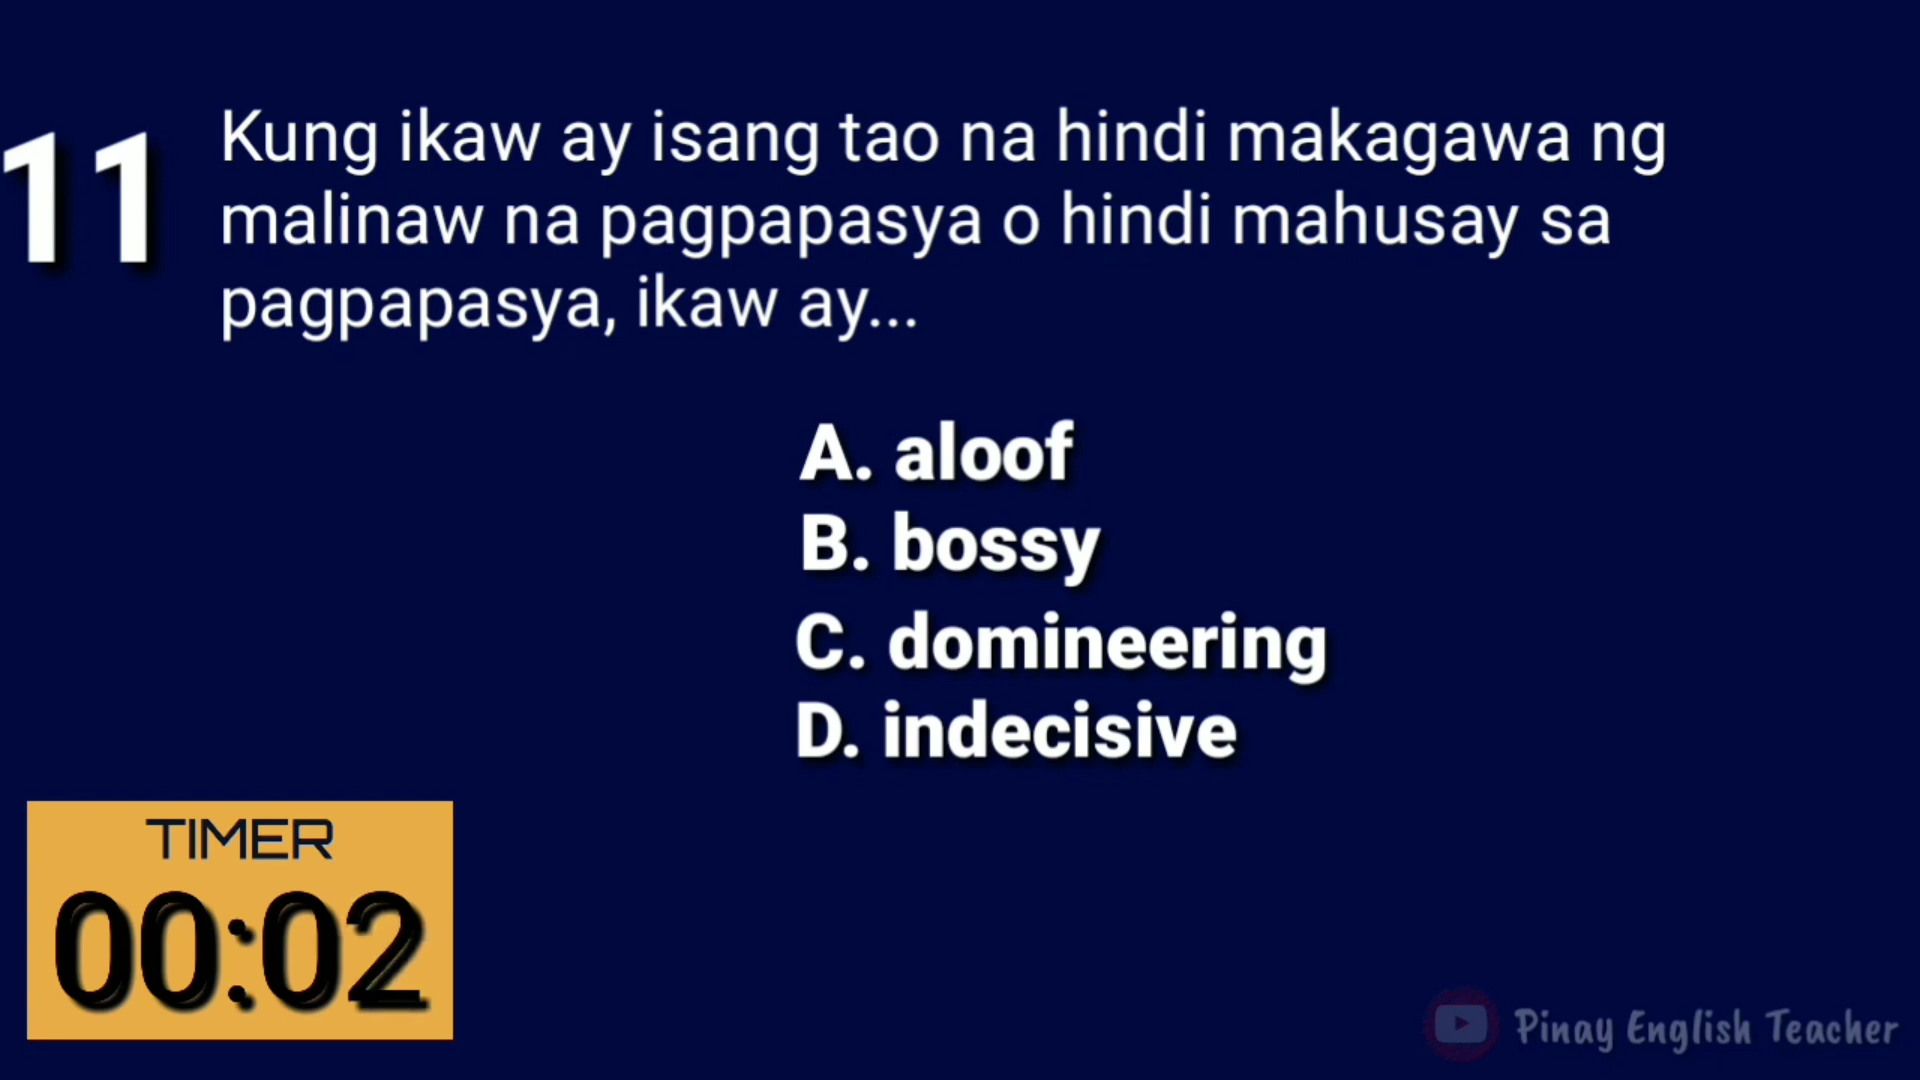 11
Kung ikaw ay isang tao na hindi makagawa ng
malinaw na pagpapasya o hindi mahusay sa
pagpapasya, ikaw ay...
A. aloof
B. bossy
C. domineering
D. indecisive
TIMER
00:02
Pinay English Teacher